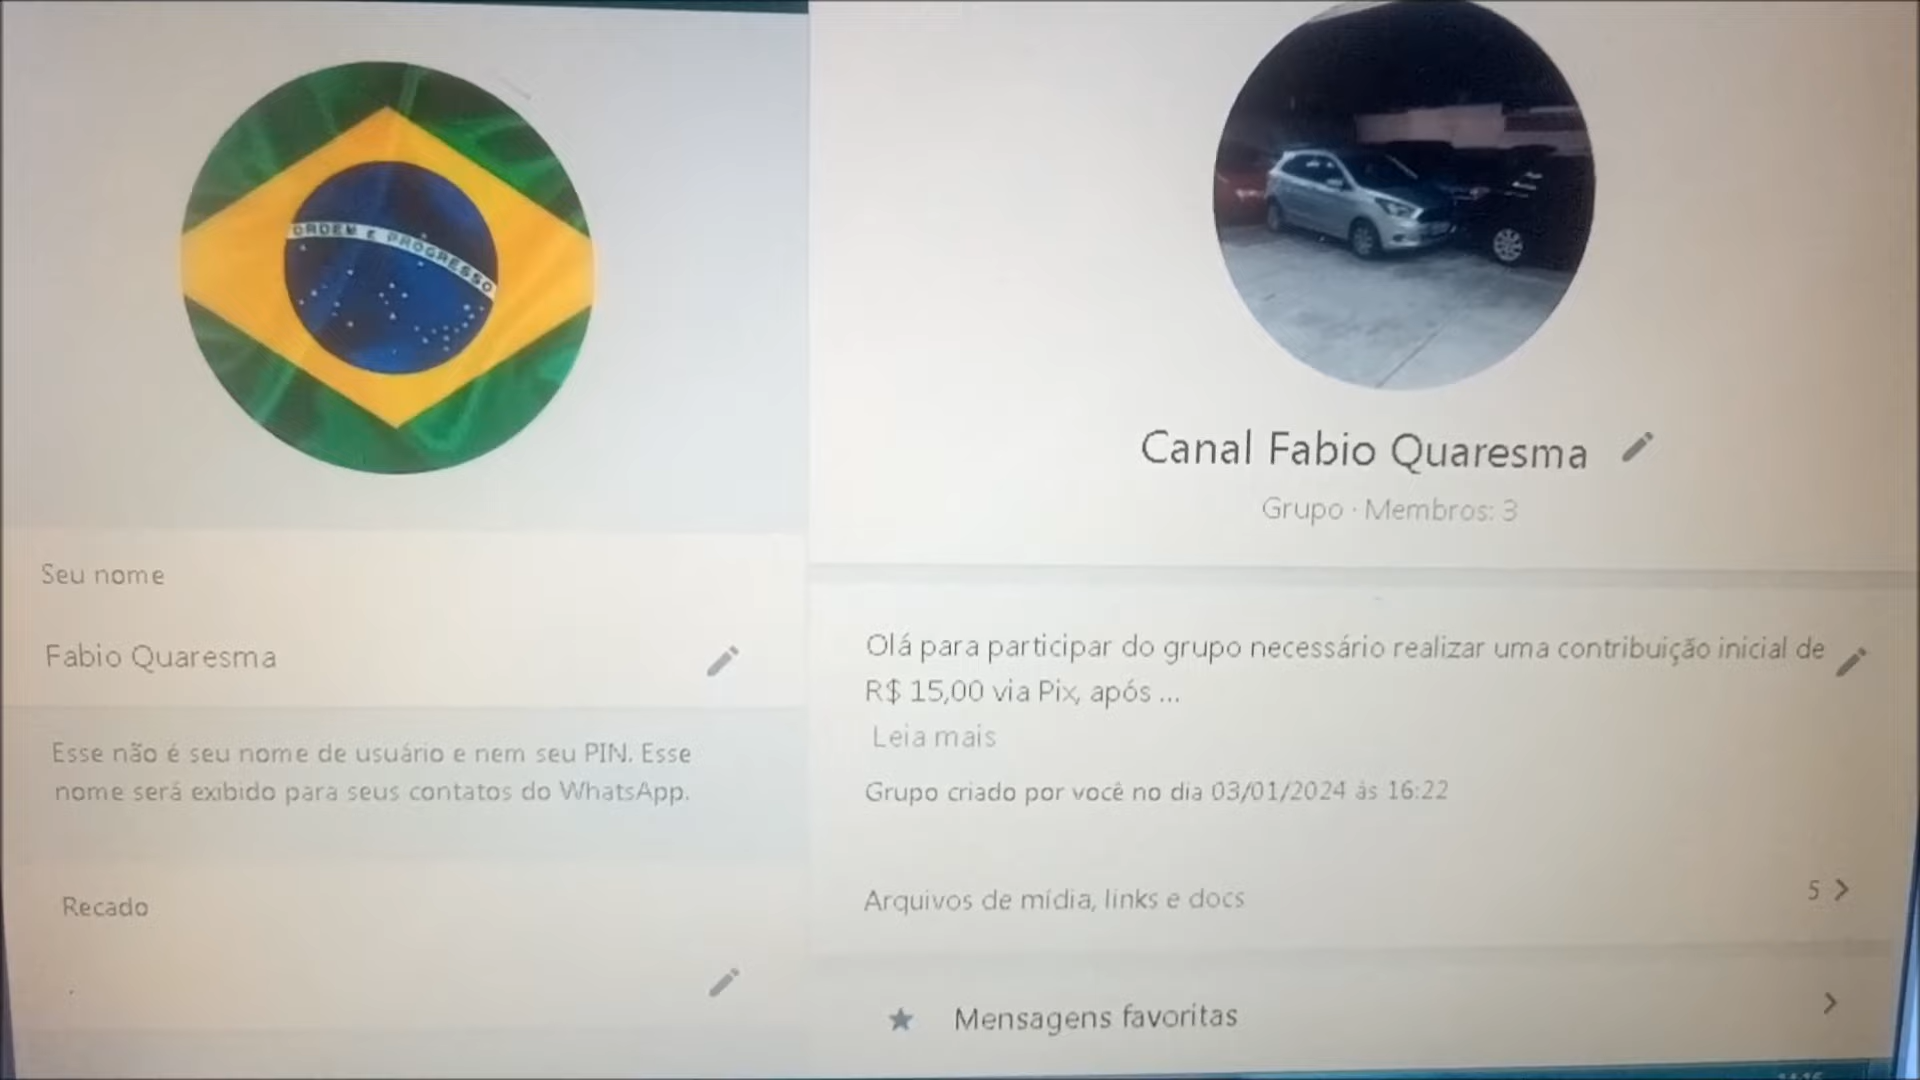 ORDEM E PROGRESSO
Seu nome
Fabio Quaresma
Esse não é seu nome de usuário e nem seu PIN. Esse
nome será exibido para seus contatos do WhatsApp.
Recado
.
Canal Fabio Quaresma
Grupo · Membros: 3
Olá para participar do grupo necessário realizar uma contribuição inicial de
R$ 15,00 via Pix, após ...
Leia mais
Grupo criado por você no dia 03/01/2024 às 16:22
Arquivos de mídia, links e docs
5
Mensagens favoritas